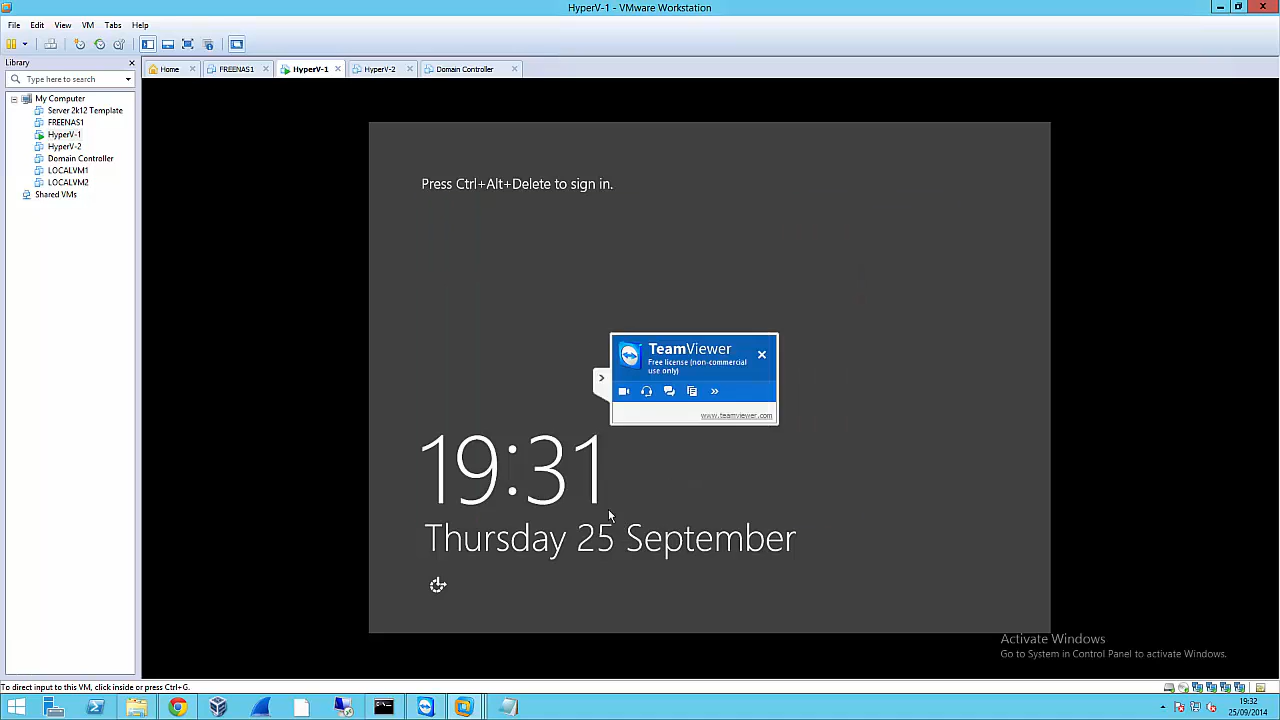 HyperV-1 - VMware Workstation
File Edit View VM Tabs Help
Library
Type here to search
My Computer
Server 2k12 Template
FREENAS1
HyperV-1
HyperV-2
Domain Controller
LOCALVM1
LOCALVM2
Shared VMs
Home FREENAS1 HyperV-1 HyperV-2 Domain Controller
Press Ctrl+Alt+Delete to sign in.
TeamViewer
Free license (non-commercial
use only)
www.teamviewer.com
19:31
Thursday 25 September
Activate Windows
Go to System in Control Panel to activate Windows.
To direct input to this VM, click inside or press Ctrl+G.
19:32
25/09/2014